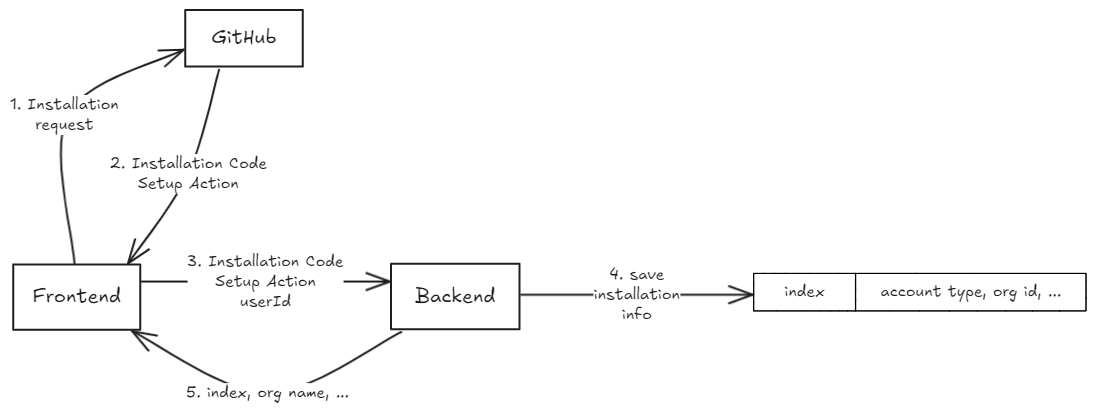 GitHub
1. Installation
request
2. Installation Code
Setup Action
Frontend
3. Installation Code
Setup Action
userId
Backend
4. save
installation
info
index
account type, org id, ...
5. index, org name, ...